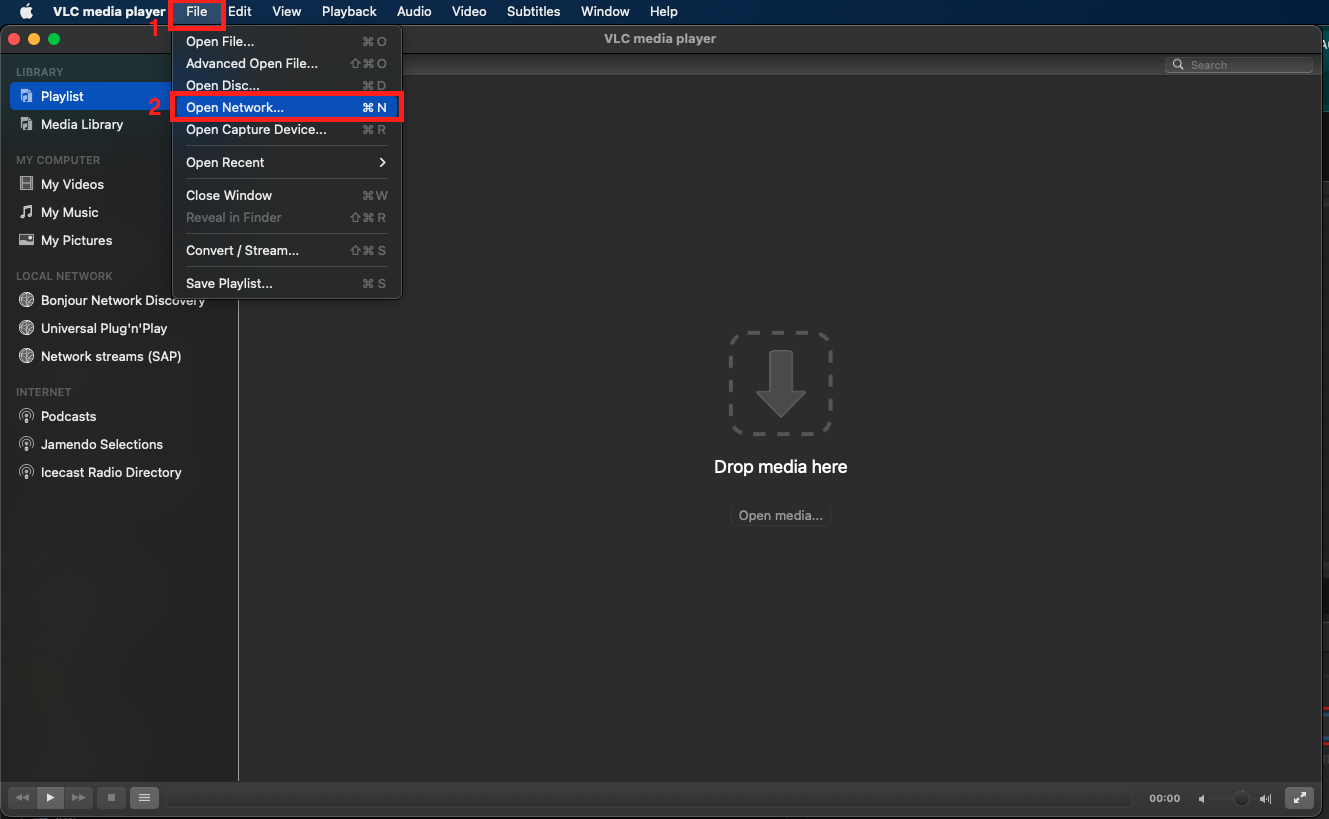 VLC media player File Edit View Playback Audio Video Subtitles Window Help
1
VLC media player
Search
Open File... ⌘ O
Advanced Open File... ⇧ ⌘ O
Open Disc... ⌘ D
2
Open Network... ⌘ N
Open Capture Device... ⌘ R
Open Recent
Close Window ⌘ W
Reveal in Finder ⇧ ⌘ R
Convert / Stream... ⇧ ⌘ S
Save Playlist... ⌘ S
LIBRARY
Playlist
Media Library
MY COMPUTER
My Videos
My Music
My Pictures
LOCAL NETWORK
Bonjour Network Discovery
Universal Plug'n'Play
Network streams (SAP)
INTERNET
Podcasts
Jamendo Selections
Icecast Radio Directory
Drop media here
Open media...
00:00